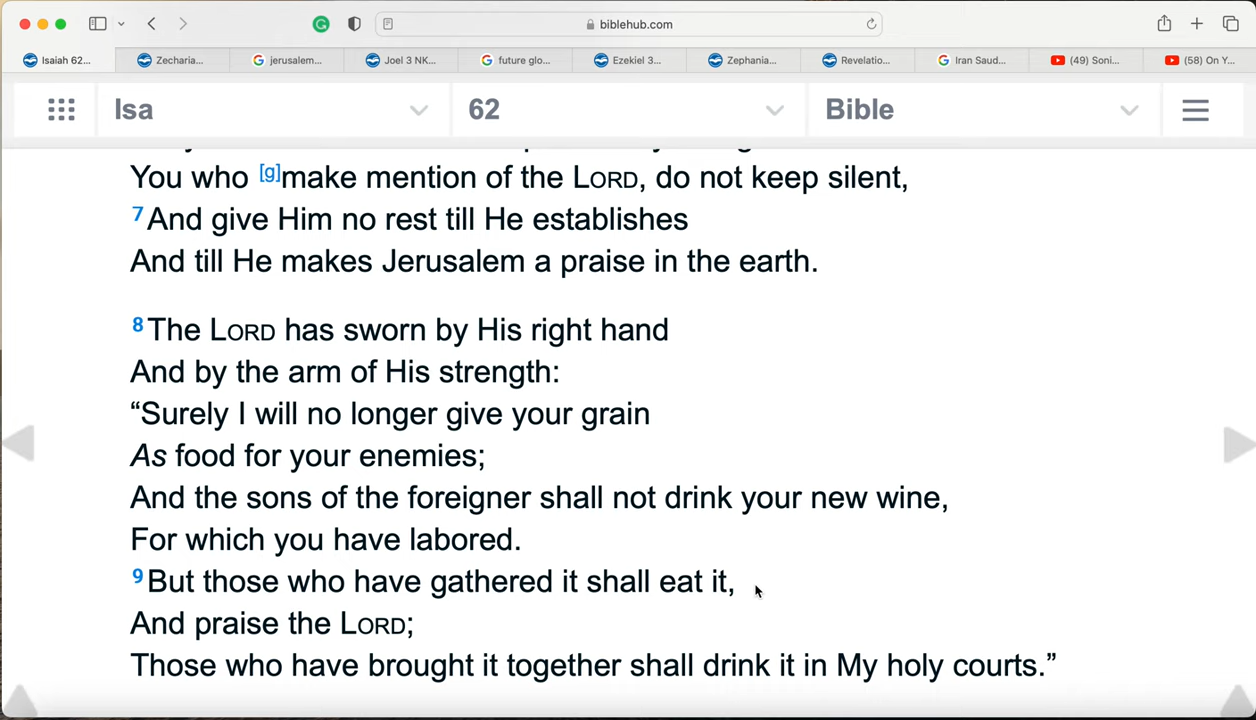 biblehub.com
Isaiah 62...
Zecharia...
jerusalem...
Joel 3 NK...
future glo...
Ezekiel 3...
Zephania...
Revelatio...
Iran Saud...
(49) Soni...
(58) On Y...
Isa
62
Bible
You who [g]make mention of the LORD, do not keep silent,
7 And give Him no rest till He establishes
And till He makes Jerusalem a praise in the earth.
8 The LORD has sworn by His right hand
And by the arm of His strength:
“Surely I will no longer give your grain
As food for your enemies;
And the sons of the foreigner shall not drink your new wine,
For which you have labored.
9 But those who have gathered it shall eat it,
And praise the LORD;
Those who have brought it together shall drink it in My holy courts.”